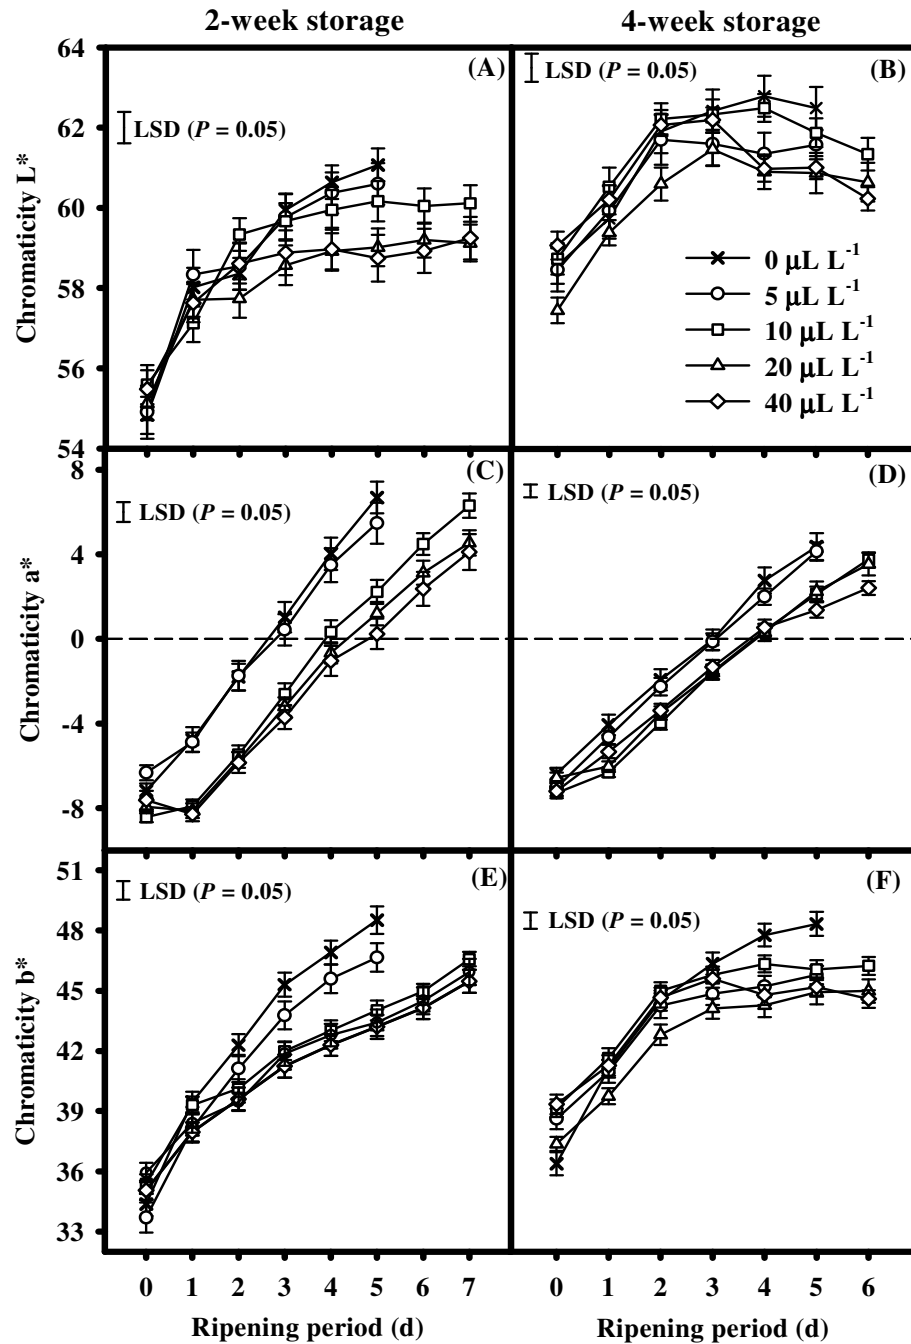 2-week storage 4-week storage
64
62
60
58
56
54
Chromaticity L*
(A)
LSD (P = 0.05)
(B)
LSD (P = 0.05)
0 μL L-1
5 μL L-1
10 μL L-1
20 μL L-1
40 μL L-1
8
4
0
-4
-8
Chromaticity a*
(C)
LSD (P = 0.05)
(D)
LSD (P = 0.05)
51
48
45
42
39
36
33
Chromaticity b*
(E)
LSD (P = 0.05)
(F)
LSD (P = 0.05)
0 1 2 3 4 5 6 7
0 1 2 3 4 5 6
Ripening period (d) Ripening period (d)